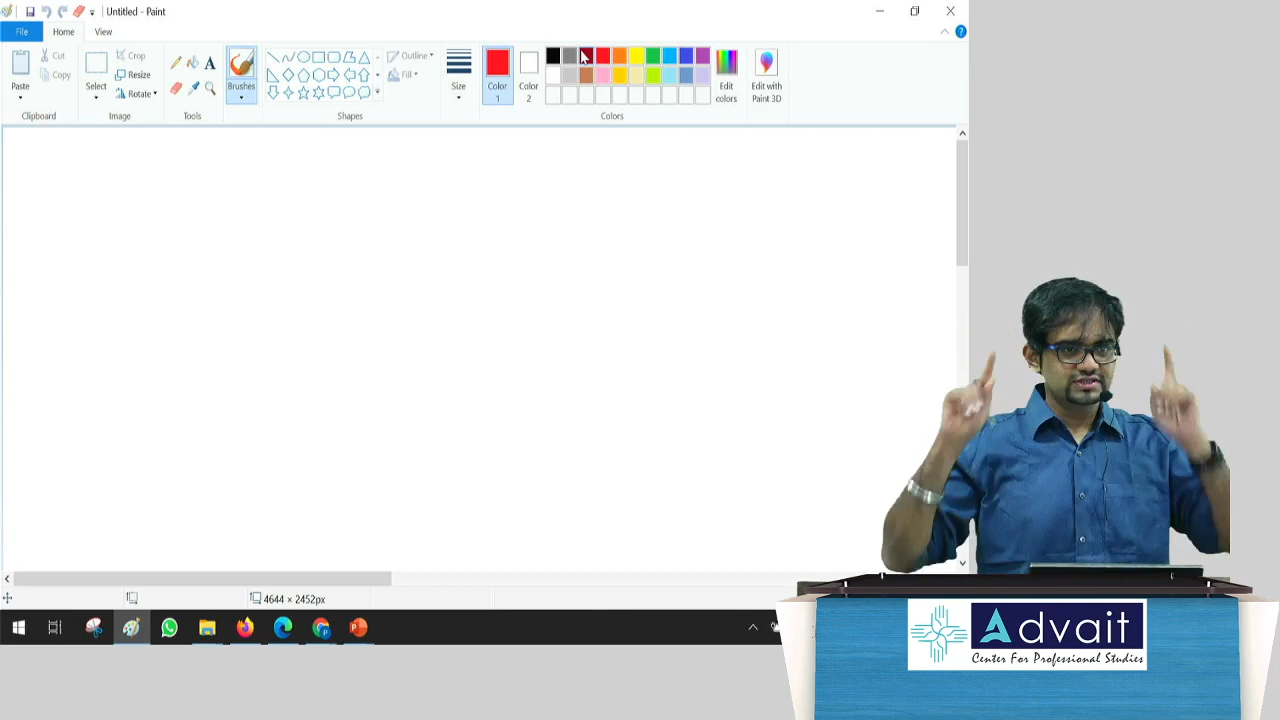 Untitled - Paint
File
Home
View
Paste
Cut
Copy
Clipboard
Select
Crop
Resize
Rotate
Image
Tools
Brushes
Shapes
Outline
Fill
Size
Color
1
Color
2
Colors
Edit
colors
Edit with
Paint 3D
4644 × 2452px
Advait
Center For Professional Studies